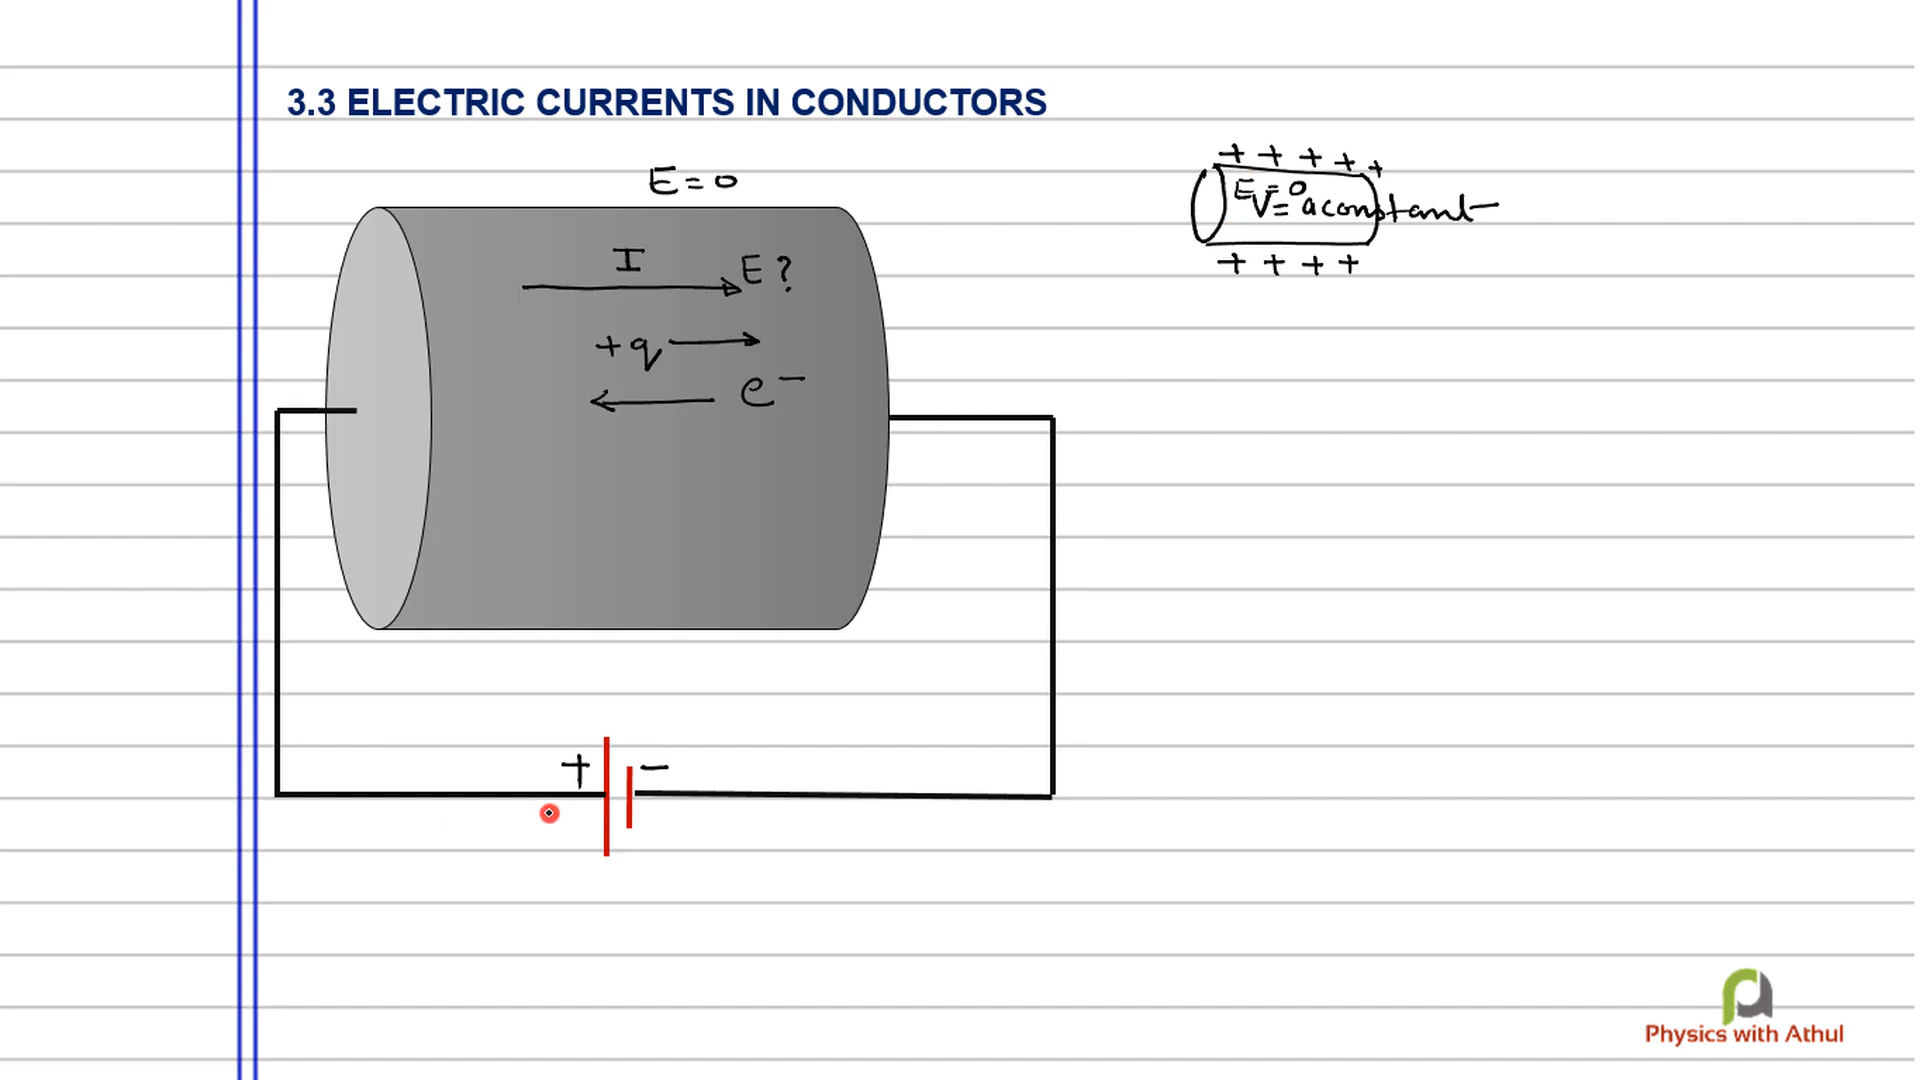 3.3 ELECTRIC CURRENTS IN CONDUCTORS
E = 0
I
E ?
+q
e⁻
+ -
+ + + + +
E = 0
V = a constant
+ + + +
Physics with Athul